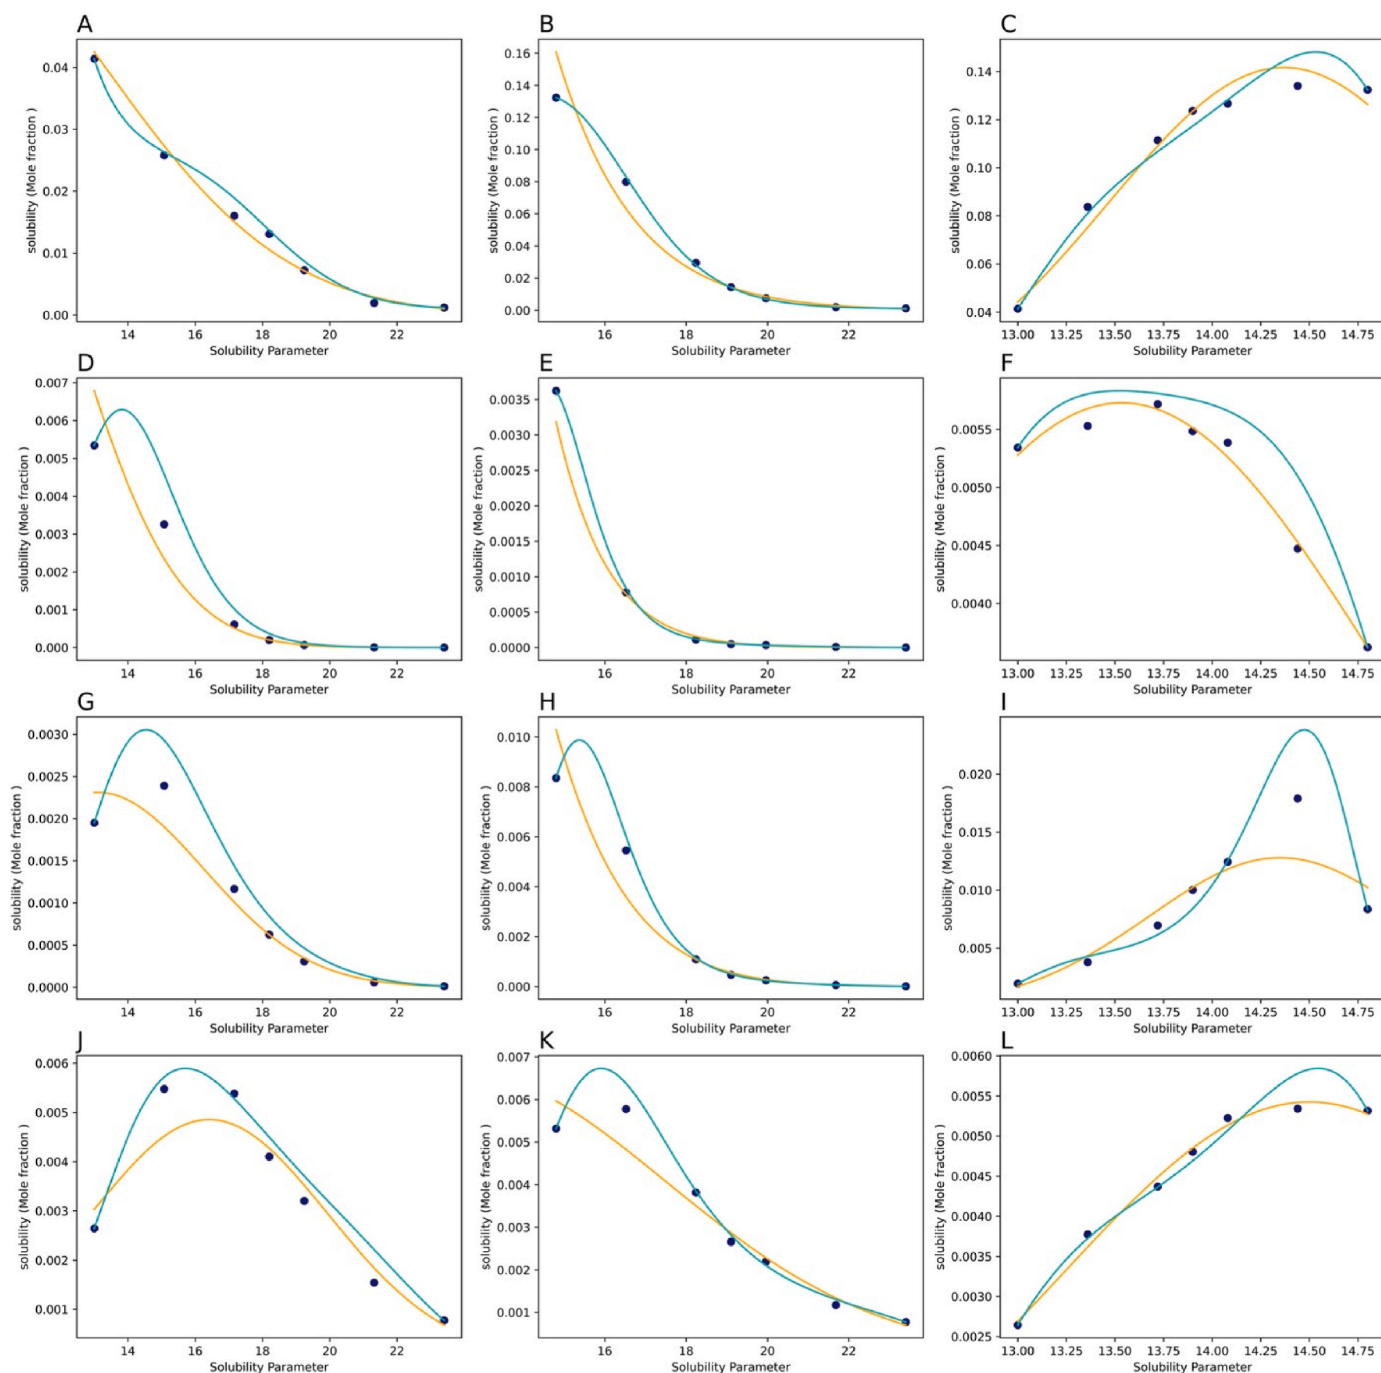 A
B
C
0.04
0.03
0.02
0.01
0.00
solubility (Mole fraction )
14 16 18 20 22
Solubility Parameter
0.16
0.14
0.12
0.10
0.08
0.06
0.04
0.02
0.00
solubility (Mole fraction )
16 18 20 22
Solubility Parameter
0.14
0.12
0.10
0.08
0.06
0.04
solubility (Mole fraction )
13.00 13.25 13.50 13.75 14.00 14.25 14.50 14.75
Solubility Parameter
D
E
F
0.007
0.006
0.005
0.004
0.003
0.002
0.001
0.000
solubility (Mole fraction )
14 16 18 20 22
Solubility Parameter
0.0035
0.0030
0.0025
0.0020
0.0015
0.0010
0.0005
0.0000
solubility (Mole fraction )
16 18 20 22
Solubility Parameter
0.0055
0.0050
0.0045
0.0040
solubility (Mole fraction )
13.00 13.25 13.50 13.75 14.00 14.25 14.50 14.75
Solubility Parameter
G
H
I
0.0030
0.0025
0.0020
0.0015
0.0010
0.0005
0.0000
solubility (Mole fraction )
14 16 18 20 22
Solubility Parameter
0.010
0.008
0.006
0.004
0.002
0.000
solubility (Mole fraction )
16 18 20 22
Solubility Parameter
0.020
0.015
0.010
0.005
solubility (Mole fraction )
13.00 13.25 13.50 13.75 14.00 14.25 14.50 14.75
Solubility Parameter
J
K
L
0.006
0.005
0.004
0.003
0.002
0.001
solubility (Mole fraction )
14 16 18 20 22
Solubility Parameter
0.007
0.006
0.005
0.004
0.003
0.002
0.001
solubility (Mole fraction )
16 18 20 22
Solubility Parameter
0.0060
0.0055
0.0050
0.0045
0.0040
0.0035
0.0030
0.0025
solubility (Mole fraction )
13.00 13.25 13.50 13.75 14.00 14.25 14.50 14.75
Solubility Parameter